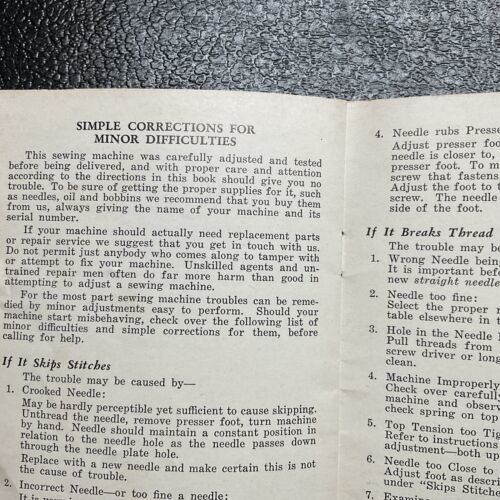 SIMPLE CORRECTIONS FOR
MINOR DIFFICULTIES
This sewing machine was carefully adjusted and tested
before being delivered, and with proper care and attention
according to the directions in this book should give you no
trouble. To be sure of getting the proper supplies for it, such
as needles, oil and bobbins we recommend that you buy them
from us, always giving the name of your machine and its
serial number.
If your machine should actually need replacement parts
or repair service we suggest that you get in touch with us.
Do not permit just anybody who comes along to tamper with
or attempt to fix your machine. Unskilled agents and un-
trained repair men often do far more harm than good in
attempting to adjust a sewing machine.
For the most part sewing machine troubles can be reme-
died by minor adjustments easy to perform. Should your
machine start misbehaving, check over the following list of
minor difficulties and simple corrections for them, before
calling for help.
If It Skips Stitches
The trouble may be caused by—
1. Crooked Needle:
May be hardly perceptible yet sufficient to cause skipping.
Unthread the needle, remove presser foot, turn machine
by hand. Needle should maintain a constant position in
relation to the needle hole as the needle passes down
through the needle plate hole.
Replace with a new needle and make certain this is not
the cause of trouble.
2. Incorrect Needle—or too fine a needle:
4. Needle rubs Presse
Adjust presser foo
needle is closer to,
presser foot. To m
screw that fastens
Adjust the foot to t
screw. The needle
side of the foot.
If It Breaks Thread
The trouble may be
1. Wrong Needle being
It is important befo
new straight needle
2. Needle too fine:
Select the proper n
table elsewhere in t
3. Hole in the Needle P
Pull threads from
screw driver or long
clean.
4. Machine Improperly
Check over carefully
machine and observ
check spring on top
5. Top Tension too Tig
Refer to instructions
adjustment—both up
6. Needle too Close to
Adjust foot as descri
under "Skips Stitche
7. Examine